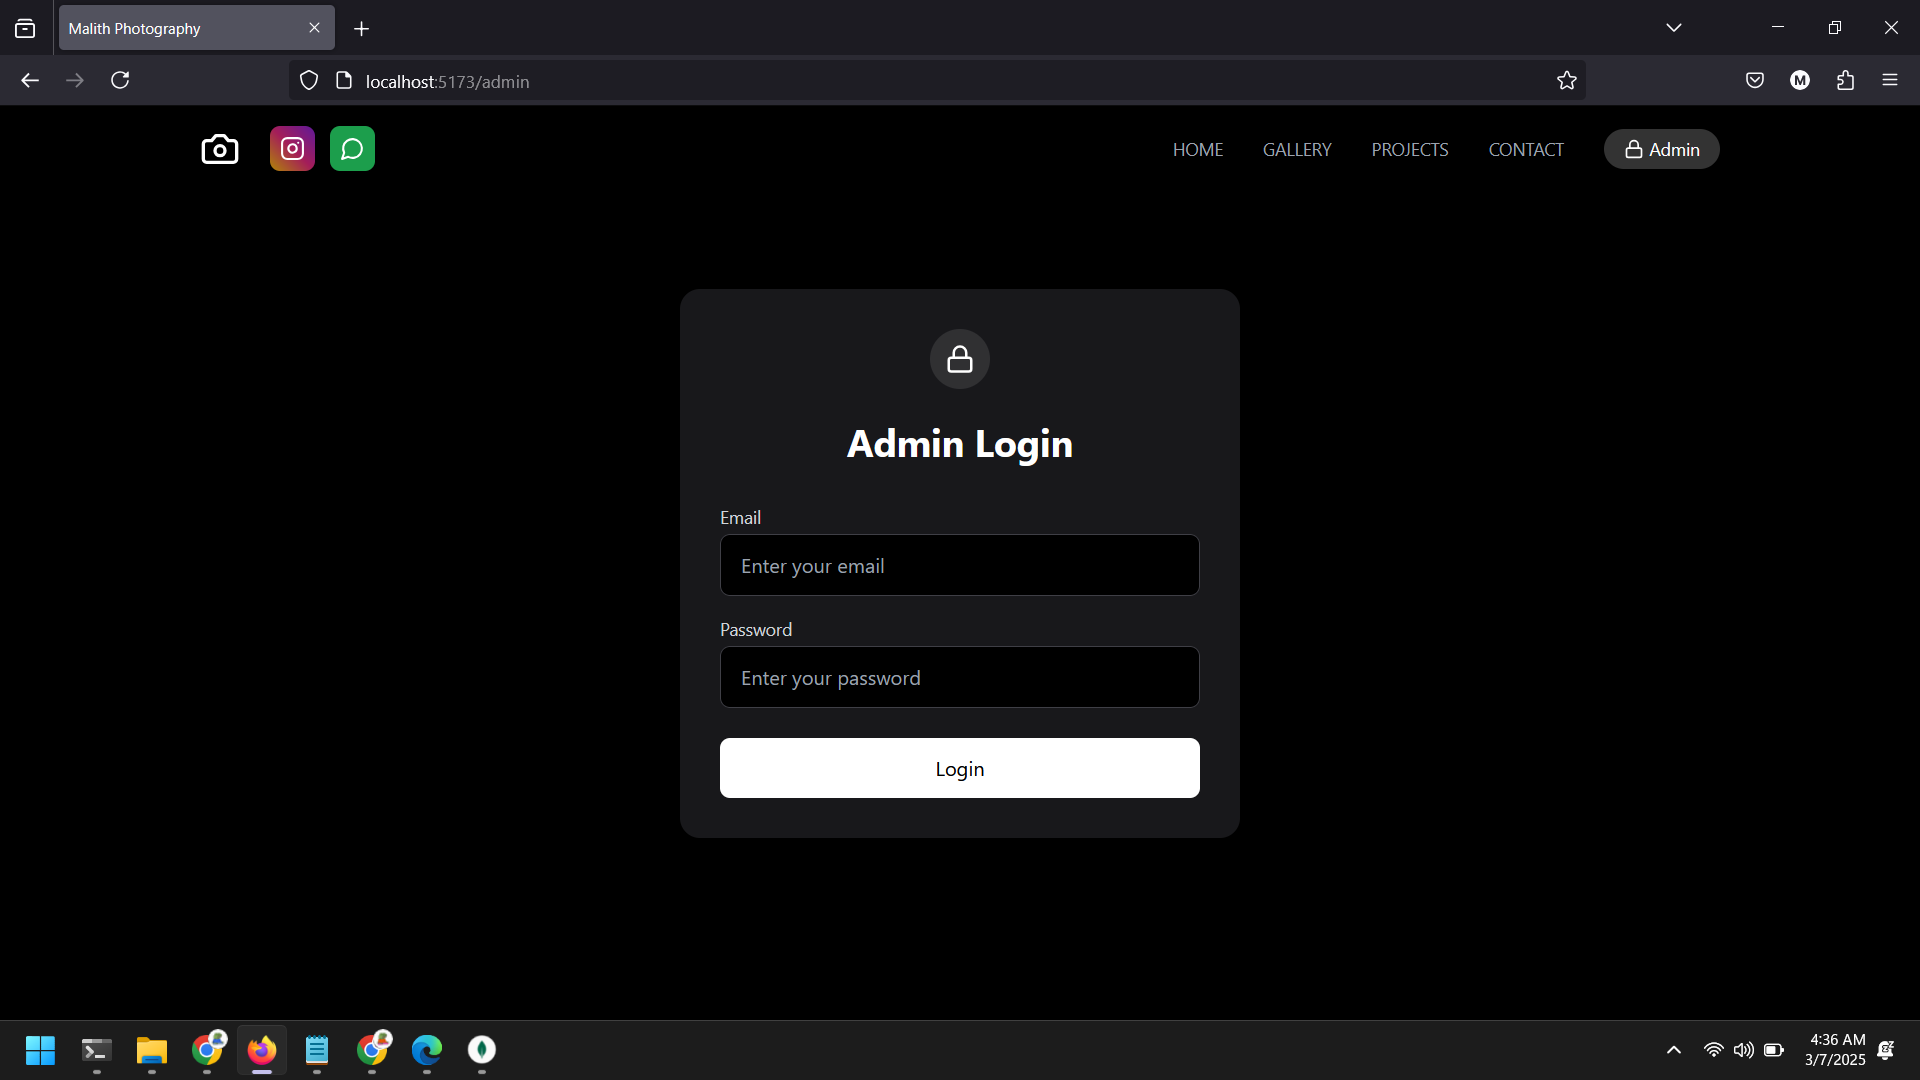 Malith Photography
localhost:5173/admin
M
HOME GALLERY PROJECTS CONTACT Admin
Admin Login
Email
Enter your email
Password
Enter your password
Login
4:36 AM
3/7/2025